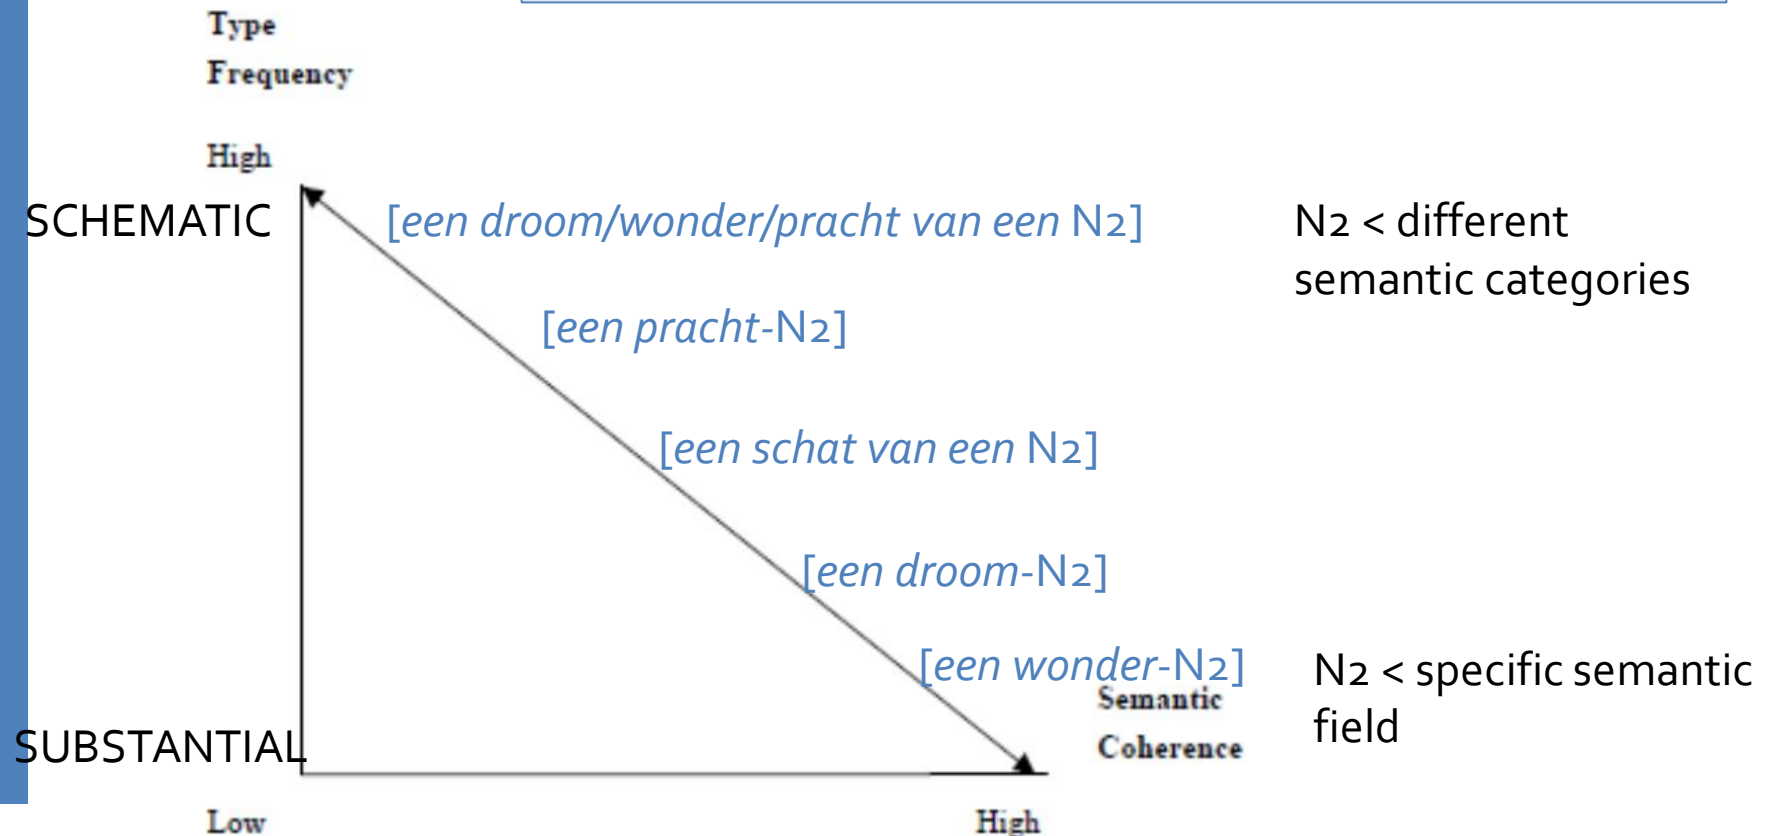 Type
Frequency
High
SCHEMATIC
[een droom/wonder/pracht van een N2]
N2 < different
semantic categories
[een pracht-N2]
[een schat van een N2]
[een droom-N2]
[een wonder-N2]
N2 < specific semantic
field
Semantic
Coherence
SUBSTANTIAL
Low
High